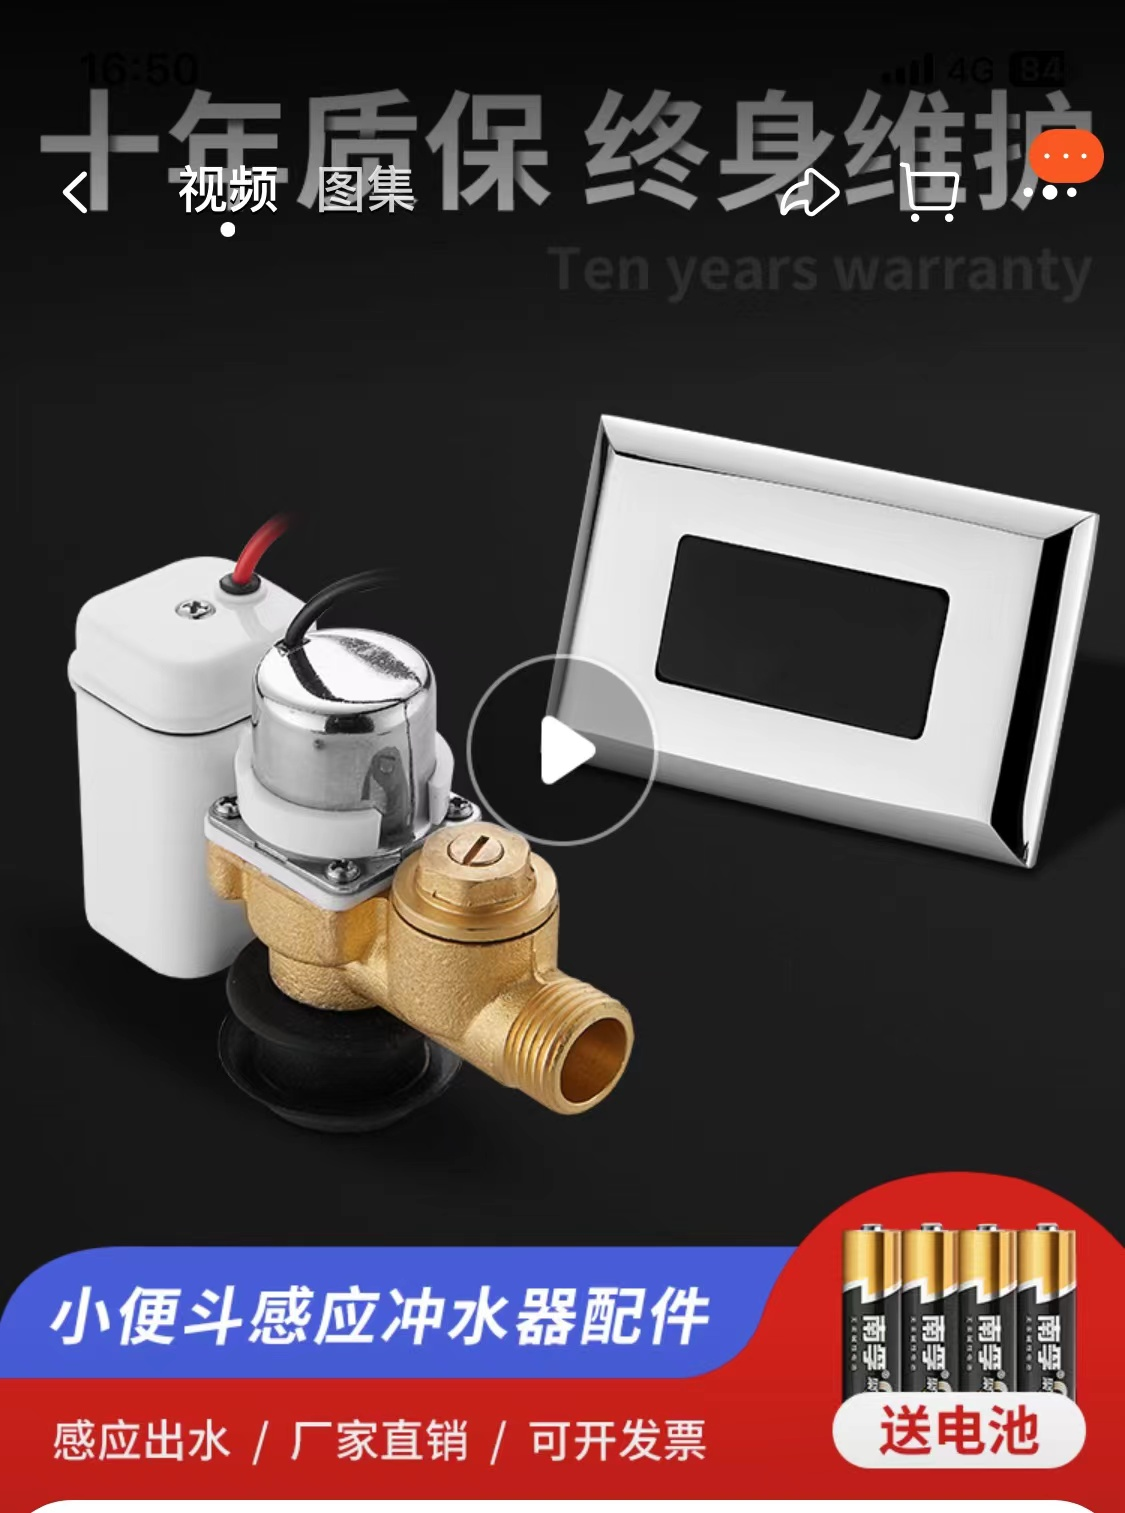 16:50
4G 84
十年质保 终身维护
视频 图集
Ten years warranty
小便斗感应冲水器配件
感应出水 / 厂家直销 / 可开发票
南孚 南孚 南孚 南孚
送电池